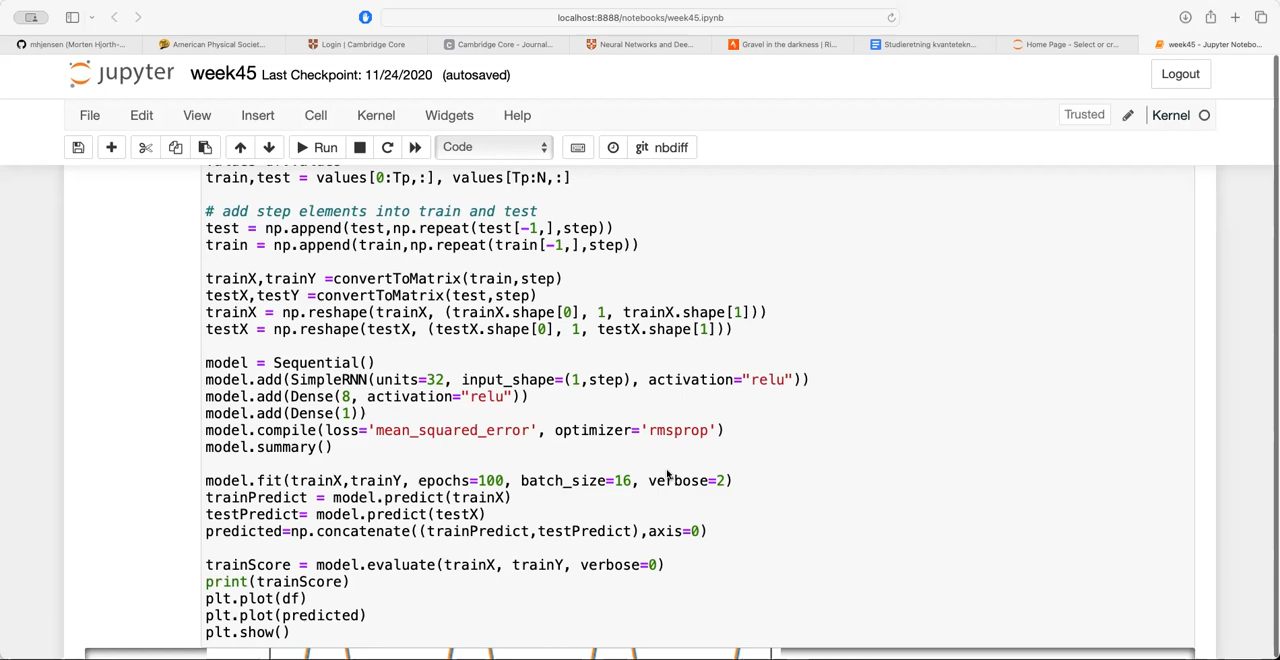 localhost:8888/notebooks/week45.ipynb
mhjensen (Morten Hjorth-...
American Physical Societ...
Login | Cambridge Core
Cambridge Core - Journal...
Neural Networks and Dee...
Gravel in the darkness | Ri...
Studieretning kvantetekn...
Home Page - Select or cr...
week45 - Jupyter Notebo...
jupyter week45 Last Checkpoint: 11/24/2020 (autosaved)
Logout
File Edit View Insert Cell Kernel Widgets Help
Trusted Kernel
Run Code git nbdiff
train,test = values[0:Tp,:], values[Tp:N,:]
# add step elements into train and test
test = np.append(test,np.repeat(test[-1,],step))
train = np.append(train,np.repeat(train[-1,],step))
trainX,trainY =convertToMatrix(train,step)
testX,testY =convertToMatrix(test,step)
trainX = np.reshape(trainX, (trainX.shape[0], 1, trainX.shape[1]))
testX = np.reshape(testX, (testX.shape[0], 1, testX.shape[1]))
model = Sequential()
model.add(SimpleRNN(units=32, input_shape=(1,step), activation="relu"))
model.add(Dense(8, activation="relu"))
model.add(Dense(1))
model.compile(loss='mean_squared_error', optimizer='rmsprop')
model.summary()
model.fit(trainX,trainY, epochs=100, batch_size=16, verbose=2)
trainPredict = model.predict(trainX)
testPredict= model.predict(testX)
predicted=np.concatenate((trainPredict,testPredict),axis=0)
trainScore = model.evaluate(trainX, trainY, verbose=0)
print(trainScore)
plt.plot(df)
plt.plot(predicted)
plt.show()